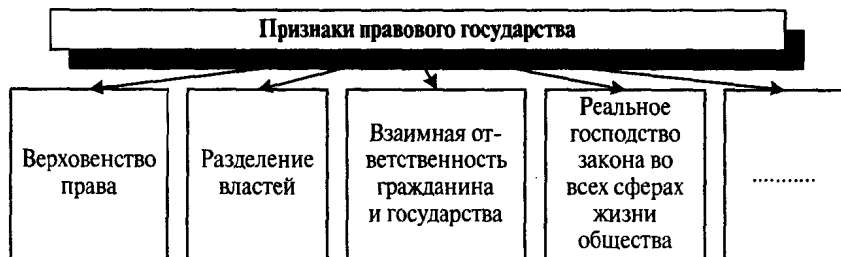 Признаки правового государства
Верховенство
права
Разделение
властей
Взаимная от-
ветственность
гражданина
и государства
Реальное
господство
закона во
всех сферах
жизни
общества
...........